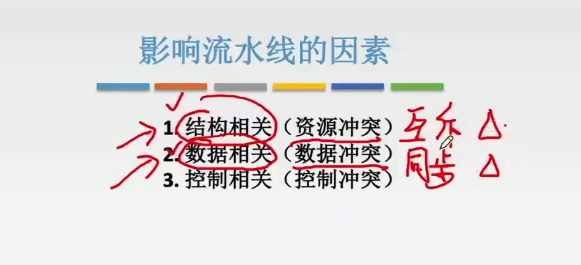 影响流水线的因素
1. 结构相关（资源冲突）互斥
2. 数据相关（数据冲突）同步
3. 控制相关（控制冲突）